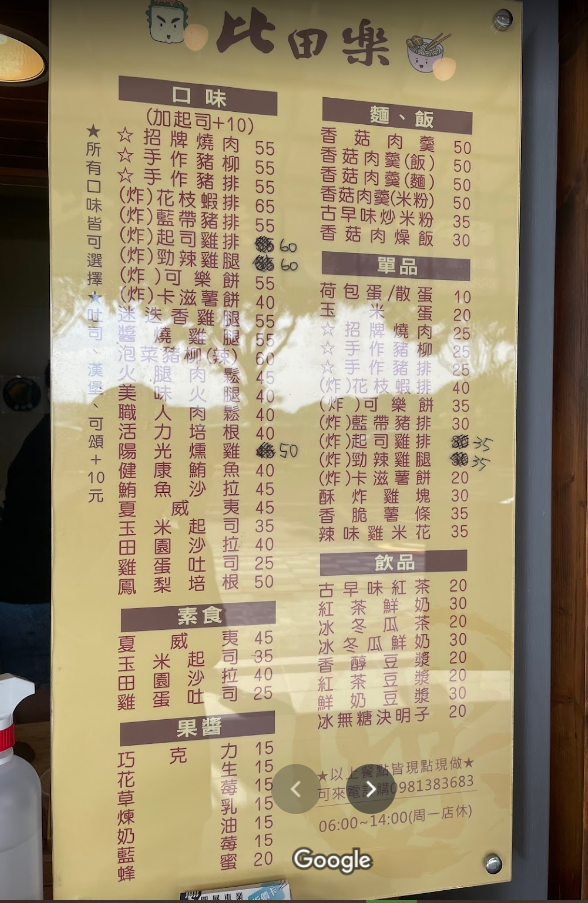 比田樂
口味
(加起司+10)
☆招牌燒肉 55
☆手作豬柳 55
☆手作豬排 55
(炸)花枝蝦排 65
(炸)藍帶豬排 55
(炸)起司雞排 60
(炸)勁辣雞腿 60
(炸)可樂餅 55
(炸)卡滋薯餅 40
迷迭香雞腿 55
醬燒雞腿 55
泡菜豬柳(辣) 60
火腿肉鬆 45
美味火腿 40
職人肉鬆 40
活力培根 40
陽光燻雞 50
健康鮪魚 40
鮪魚沙拉 45
夏威夷 45
玉米起司 35
田園沙拉 40
雞蛋吐司 25
鳳梨培根 50
★所有口味皆可選擇★吐司、漢堡、可頌+10元
素食
夏威夷 45
玉米起司 35
田園沙拉 40
雞蛋吐司 25
果醬
巧克力 15
花生 15
草莓 15
煉乳 15
奶油 15
藍莓 15
蜂蜜 20
麵、飯
香菇肉羹 50
香菇肉羹(飯) 50
香菇肉羹(麵) 50
香菇肉羹(米粉) 50
古早味炒米粉 35
香菇肉燥飯 30
單品
荷包蛋/散蛋 10
玉米蛋 20
☆招牌燒肉 25
☆手作豬柳 25
☆手作豬排 25
(炸)花枝蝦排 40
(炸)可樂餅 35
(炸)藍帶豬排 30
(炸)起司雞排 35
(炸)勁辣雞腿 35
(炸)卡滋薯餅 20
酥炸雞塊 30
香脆薯條 35
辣味雞米花 35
飲品
古早味紅茶 20
紅茶鮮奶 30
冰冬瓜茶 20
冰冬瓜鮮奶 30
香醇豆漿 20
紅茶豆漿 20
鮮奶豆漿 30
冰無糖決明子 20
★以上餐點皆現點現做★
可來電訂購0981383683
06:00~14:00(周一店休)
Google